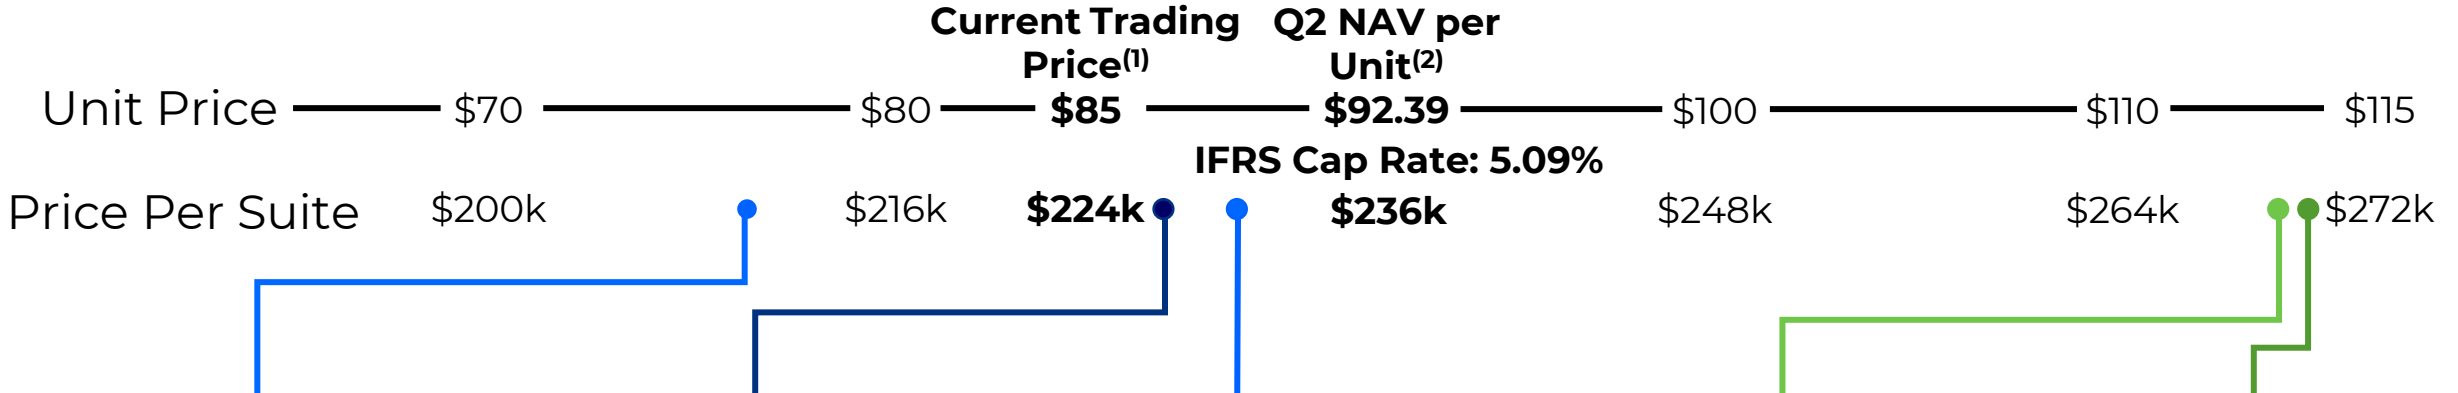 Current Trading Price(1)
Q2 NAV per Unit(2)
Unit Price $70 $80 $85 $92.39 $100 $110 $115
IFRS Cap Rate: 5.09%
Price Per Suite $200k $216k $224k $236k $248k $264k $272k